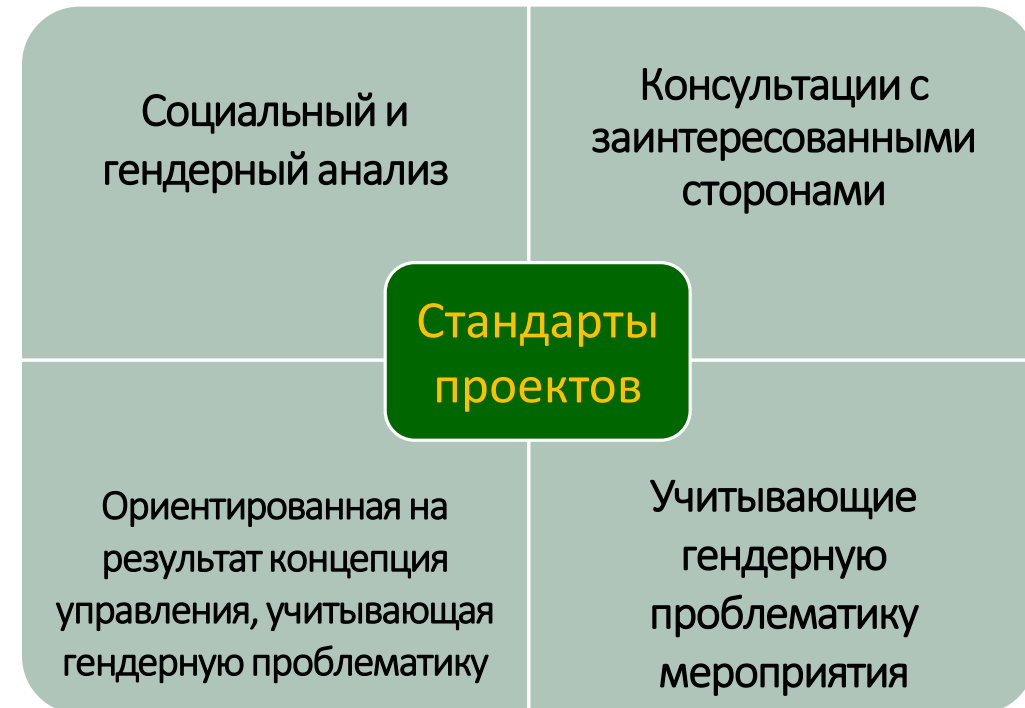 Социальный и
гендерный анализ
Консультации с
заинтересованными
сторонами
Стандарты
проектов
Ориентированная на
результат концепция
управления, учитывающая
гендерную проблематику
Учитывающие
гендерную
проблематику
мероприятия